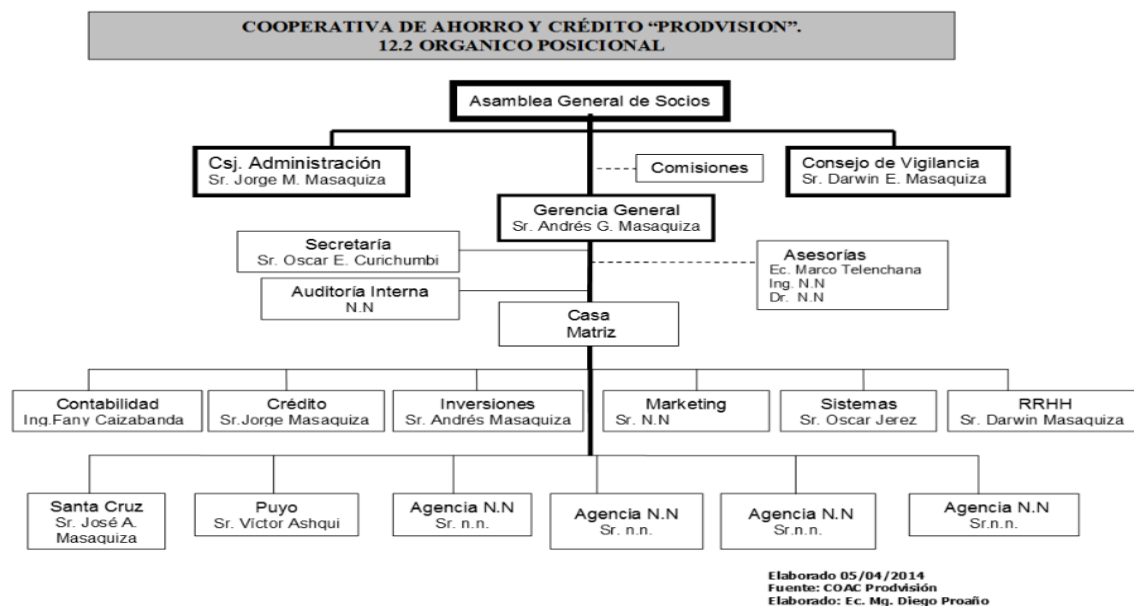 COOPERATIVA DE AHORRO Y CRÉDITO “PRODVISION”.
12.2 ORGANICO POSICIONAL
Asamblea General de Socios
Csj. Administración
Sr. Jorge M. Masaquiza
Comisiones
Consejo de Vigilancia
Sr. Darwin E. Masaquiza
Gerencia General
Sr. Andrés G. Masaquiza
Secretaría
Sr. Oscar E. Curichumbi
Asesorías
Ec. Marco Telenchana
Ing. N.N
Dr. N.N
Auditoría Interna
N.N
Casa
Matriz
Contabilidad
Ing.Fany Caizabanda
Crédito
Sr.Jorge Masaquiza
Inversiones
Sr. Andrés Masaquiza
Marketing
Sr. N.N
Sistemas
Sr. Oscar Jerez
RRHH
Sr. Darwin Masaquiza
Santa Cruz
Sr. José A.
Masaquiza
Puyo
Sr. Víctor Ashqui
Agencia N.N
Sr. n.n.
Agencia N.N
Sr. n.n.
Agencia N.N
Sr.n.n.
Agencia N.N
Sr.n.n.
Elaborado 05/04/2014
Fuente: COAC Prodvisión
Elaborado: Ec. Mg. Diego Proaño